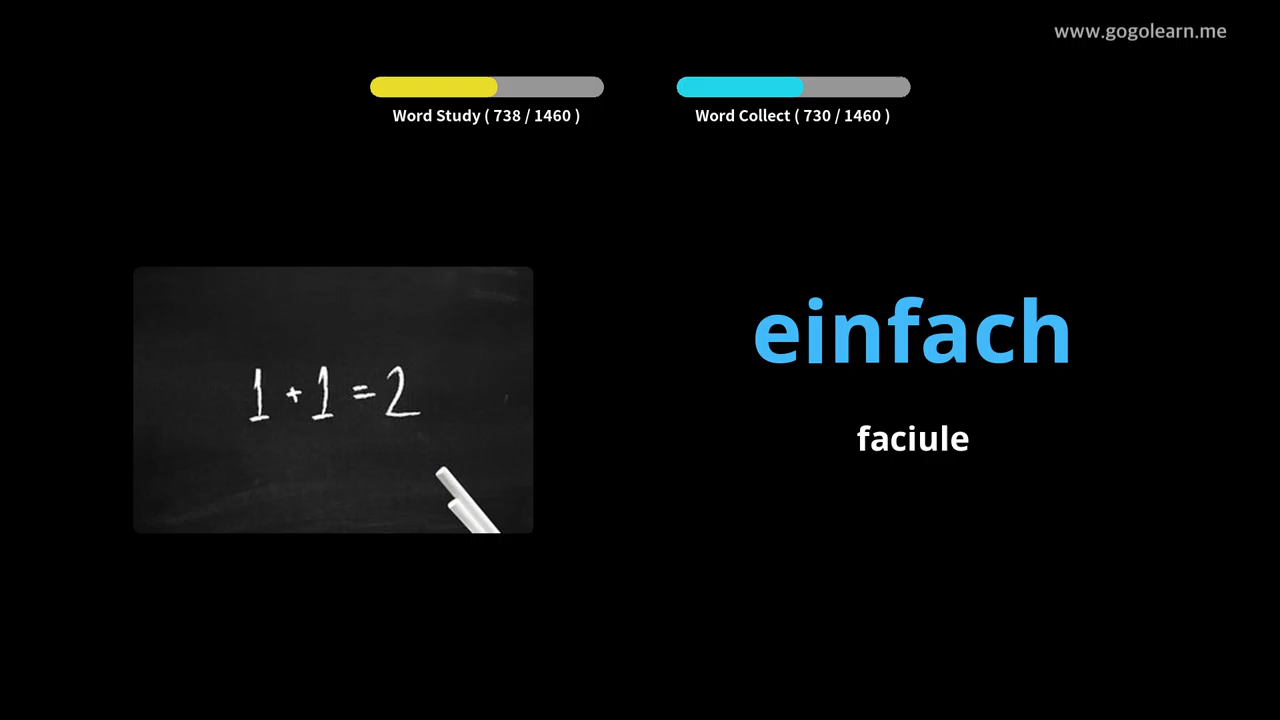 www.gogolearn.me
Word Study ( 738 / 1460 )
Word Collect ( 730 / 1460 )
1 + 1 = 2
einfach
faciule